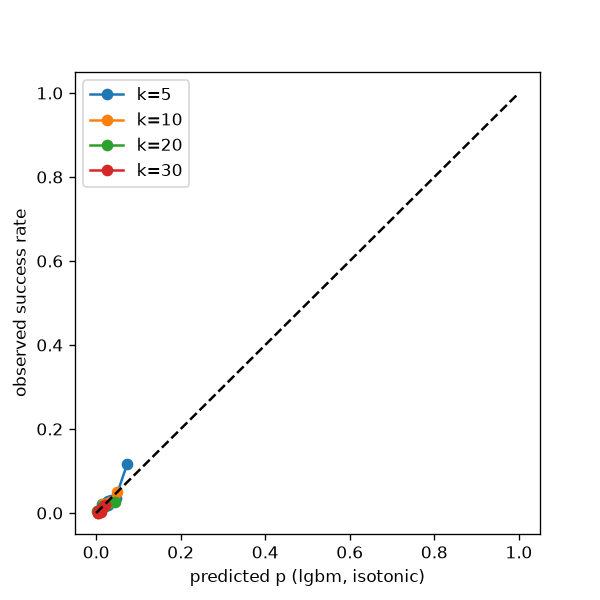 k=5
k=10
k=20
k=30
1.0
0.8
0.6
0.4
0.2
0.0
observed success rate
0.0 0.2 0.4 0.6 0.8 1.0
predicted p (lgbm, isotonic)